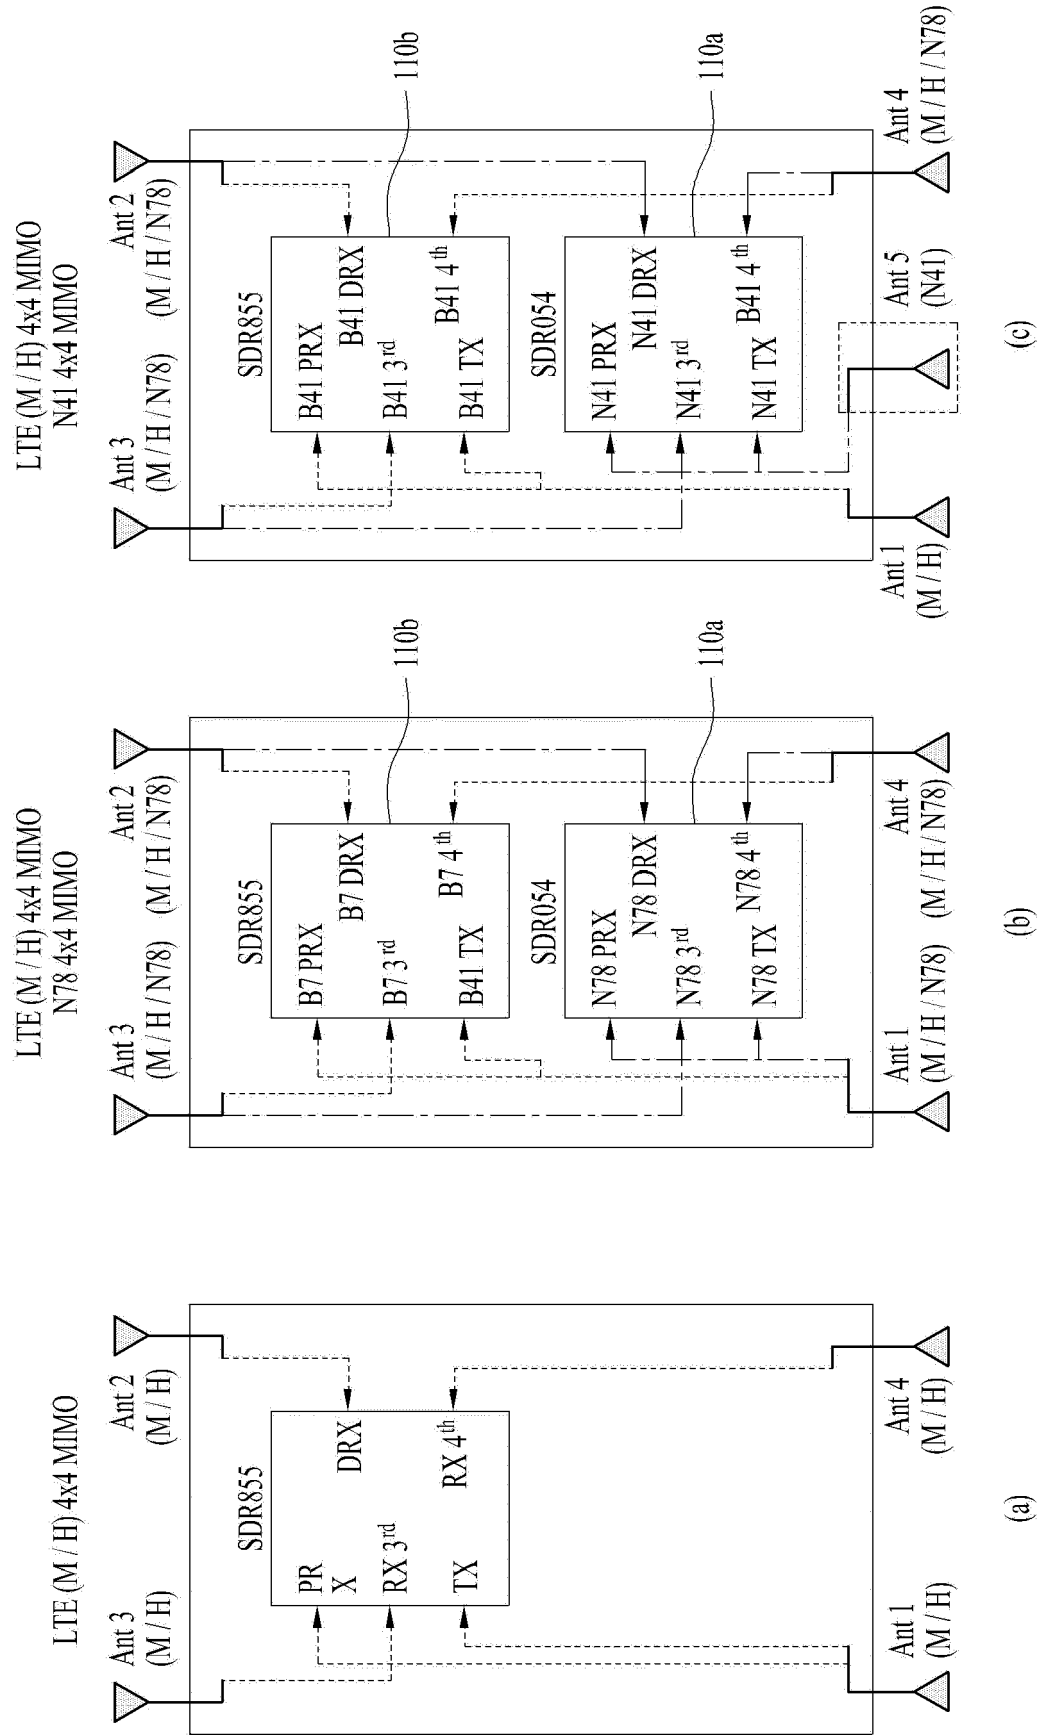 LTE (M / H) 4x4 MIMO
Ant 3
(M / H)
Ant 2
(M / H)
SDR855
PR
X
DRX
RX 3rd
RX 4th
TX
Ant 1
(M / H)
Ant 4
(M / H)
(a)
LTE (M / H) 4x4 MIMO
N78 4x4 MIMO
Ant 3
(M / H / N78)
Ant 2
(M / H / N78)
SDR855
B7 PRX
B7 DRX
B7 3rd
B7 4th
B41 TX
110b
SDR054
N78 PRX
N78 DRX
N78 3rd
N78 4th
N78 TX
110a
Ant 1
(M / H / N78)
Ant 4
(M / H / N78)
(b)
LTE (M / H) 4x4 MIMO
N41 4x4 MIMO
Ant 3
(M / H / N78)
Ant 2
(M / H / N78)
SDR855
B41 PRX
B41 DRX
B41 3rd
B41 4th
B41 TX
110b
SDR054
N41 PRX
N41 DRX
N41 3rd
B41 4th
N41 TX
110a
Ant 1
(M / H)
Ant 5
(N41)
Ant 4
(M / H / N78)
(c)